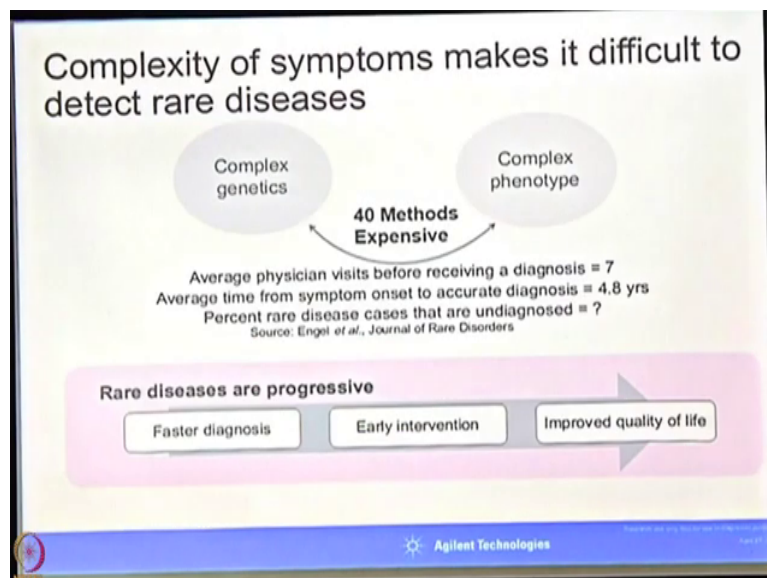 Complexity of symptoms makes it difficult to
detect rare diseases
Complex
genetics
Complex
phenotype
40 Methods
Expensive
Average physician visits before receiving a diagnosis = 7
Average time from symptom onset to accurate diagnosis = 4.8 yrs
Percent rare disease cases that are undiagnosed = ?
Source: Engel et al., Journal of Rare Disorders
Rare diseases are progressive
Faster diagnosis
Early intervention
Improved quality of life
Agilent Technologies